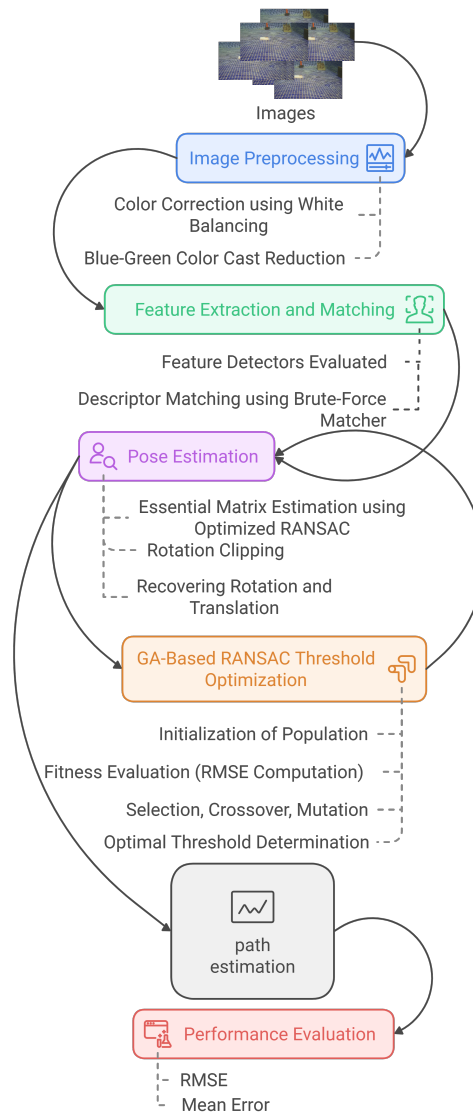 Images
Image Preprocessing
Color Correction using White
Balancing
Blue-Green Color Cast Reduction
Feature Extraction and Matching
Feature Detectors Evaluated
Descriptor Matching using Brute-Force
Matcher
Pose Estimation
Essential Matrix Estimation using
Optimized RANSAC
Rotation Clipping
Recovering Rotation and
Translation
GA-Based RANSAC Threshold
Optimization
Initialization of Population
Fitness Evaluation (RMSE Computation)
Selection, Crossover, Mutation
Optimal Threshold Determination
path
estimation
Performance Evaluation
RMSE
Mean Error